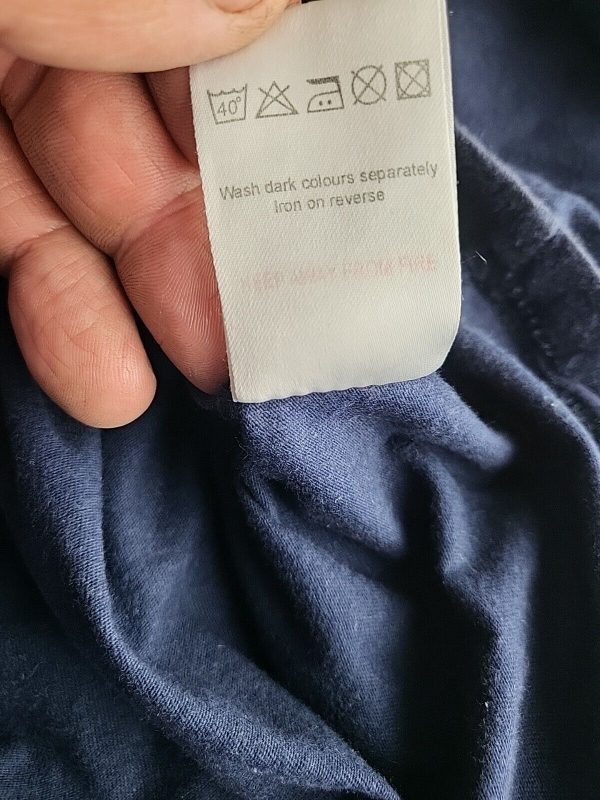 40°
Wash dark colours separately
Iron on reverse
KEEP AWAY FROM FIRE